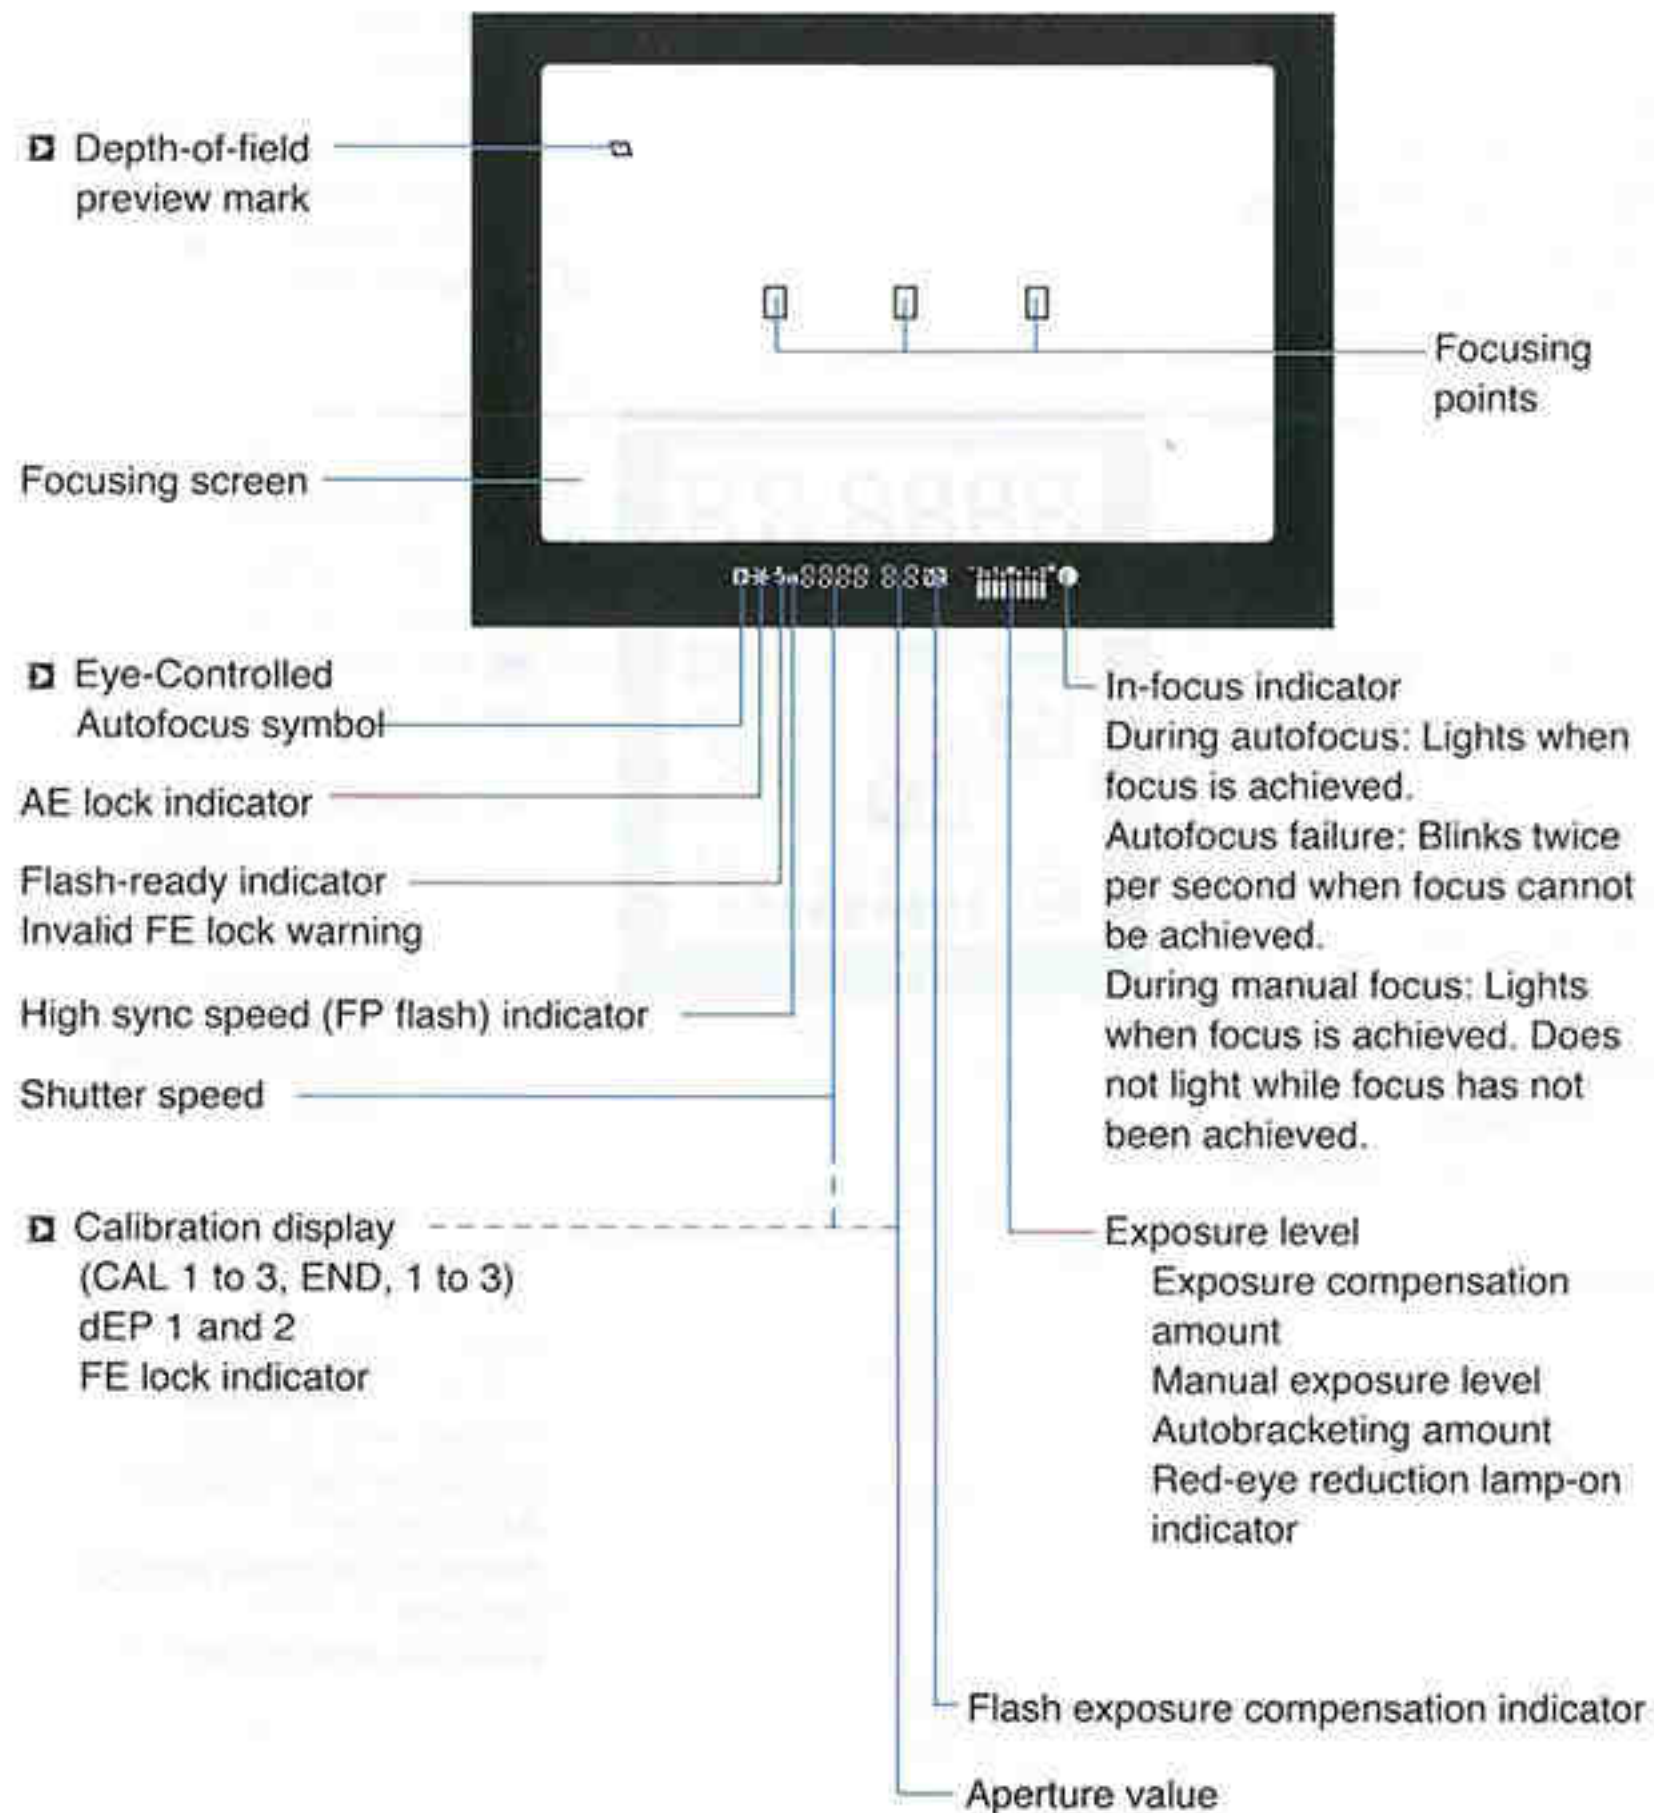 Depth-of-field
preview mark
Focusing
points
Focusing screen
8888 88
Eye-Controlled
Autofocus symbol
AE lock indicator
Flash-ready indicator
Invalid FE lock warning
High sync speed (FP flash) indicator
Shutter speed
Calibration display
(CAL 1 to 3, END, 1 to 3)
dEP 1 and 2
FE lock indicator
In-focus indicator
During autofocus: Lights when
focus is achieved.
Autofocus failure: Blinks twice
per second when focus cannot
be achieved.
During manual focus: Lights
when focus is achieved. Does
not light while focus has not
been achieved.
Exposure level
Exposure compensation
amount
Manual exposure level
Autobracketing amount
Red-eye reduction lamp-on
indicator
Flash exposure compensation indicator
Aperture value